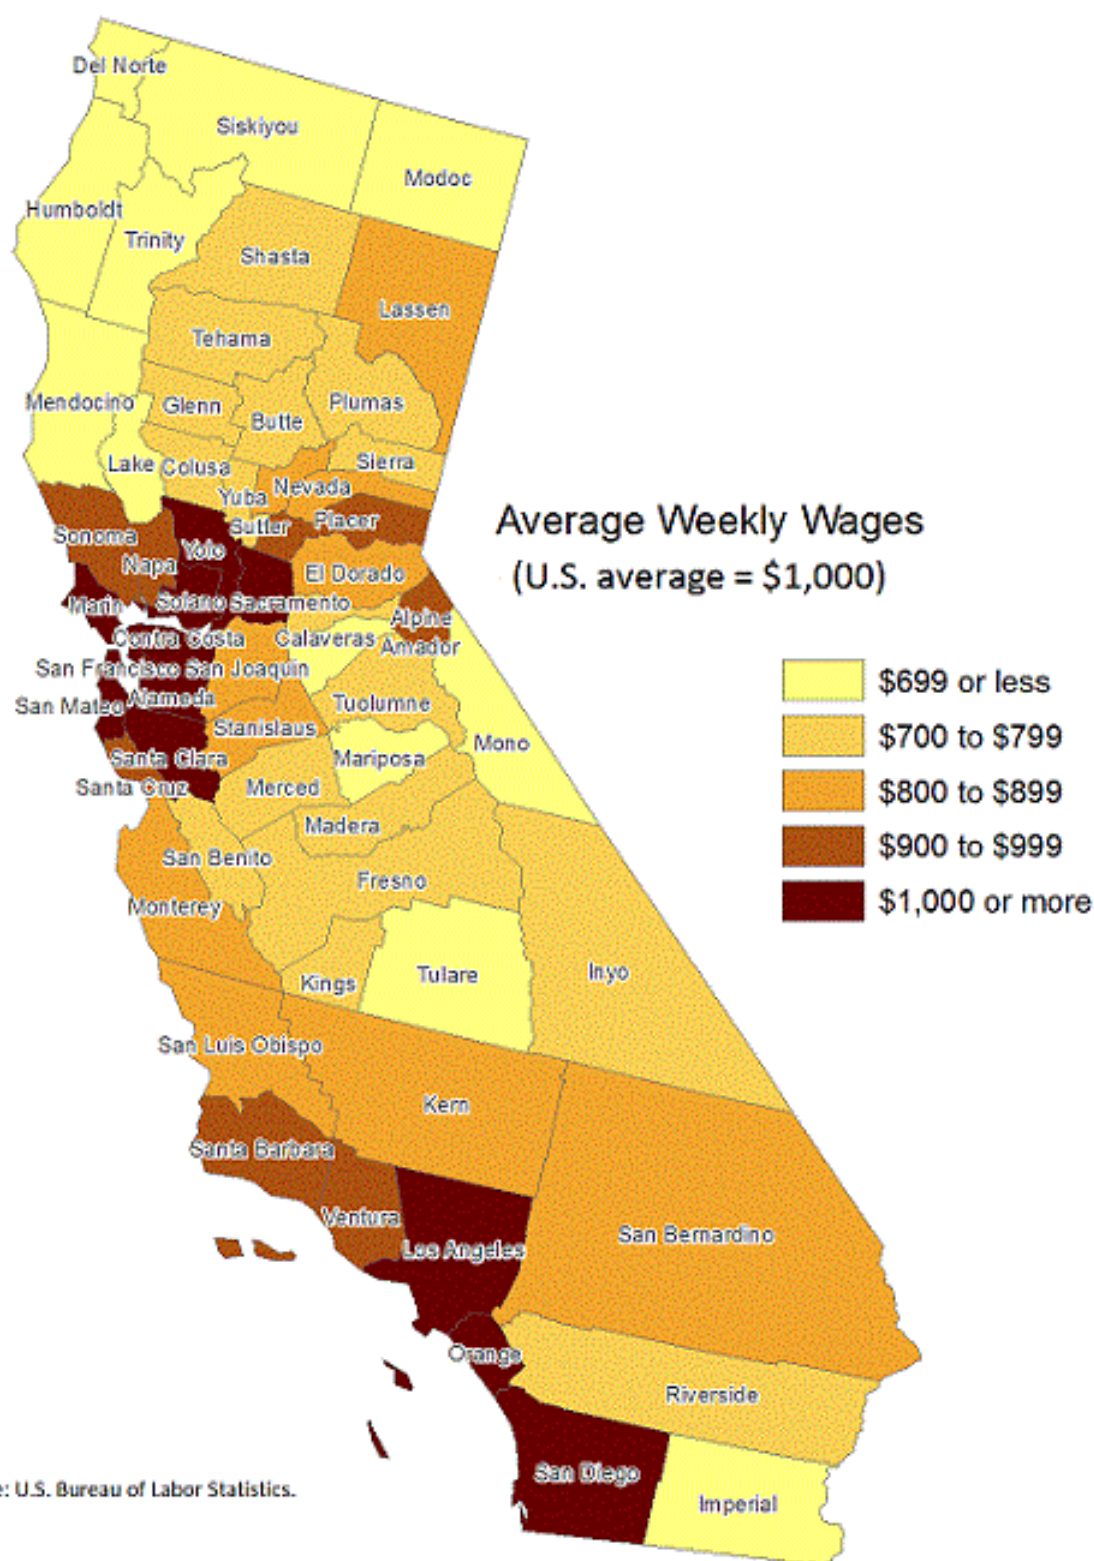 Del Norte
Siskiyou
Modoc
Humboldt
Trinity
Shasta
Lassen
Tehama
Mendocino
Glenn
Butte
Plumas
Lake
Colusa
Sierra
Yuba
Nevada
Sutter
Placer
Sonoma
Napa
Yolo
El Dorado
Marin
Solano
Sacramento
Alpine
Contra Costa
Calaveras
Amador
San Francisco
San Joaquin
San Mateo
Alameda
Tuolumne
Stanislaus
Mono
Santa Clara
Mariposa
Santa Cruz
Merced
Madera
San Benito
Fresno
Monterey
Kings
Tulare
Inyo
San Luis Obispo
Kern
Santa Barbara
Ventura
Los Angeles
San Bernardino
Orange
Riverside
San Diego
Imperial
Average Weekly Wages
(U.S. average = $1,000)
$699 or less
$700 to $799
$800 to $899
$900 to $999
$1,000 or more
e: U.S. Bureau of Labor Statistics.